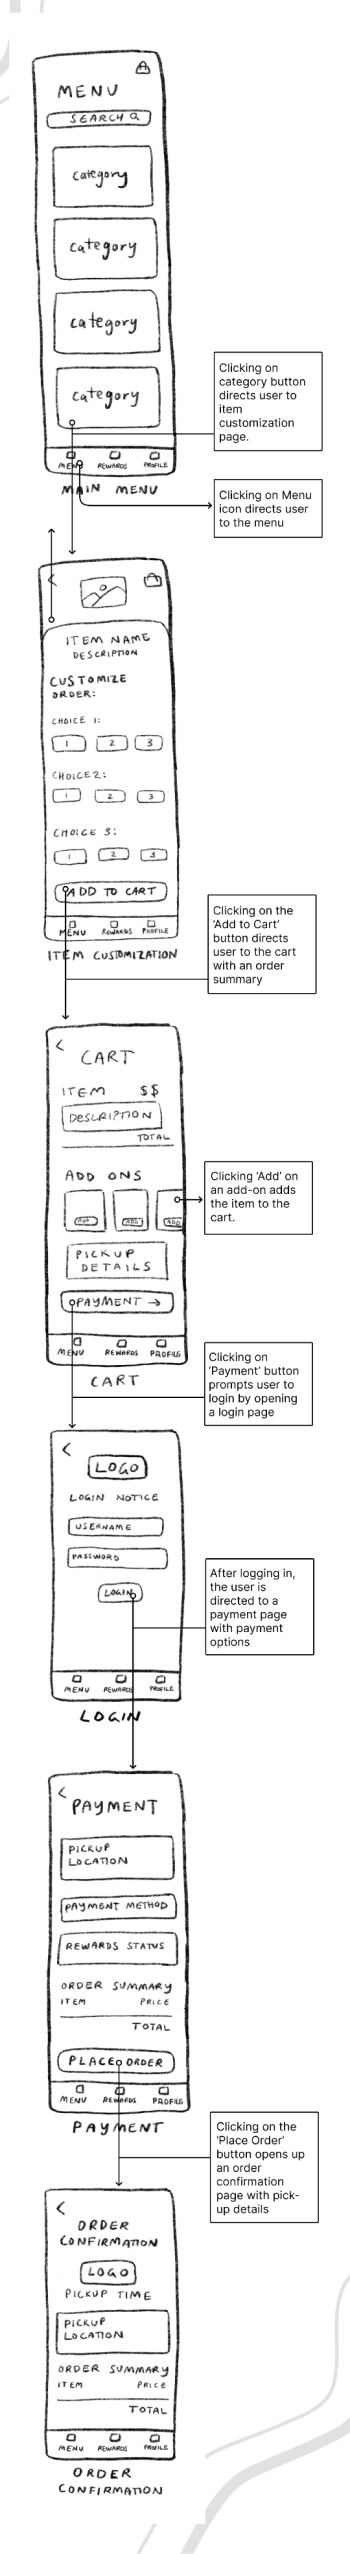 MENU
SEARCH
category
category
category
category
MENU REWARDS PROFILE
MAIN MENU
Clicking on
category button
directs user to
item
customization
page.
Clicking on Menu
icon directs user
to the menu
<
ITEM NAME
DESCRIPTION
CUSTOMIZE
ORDER:
CHOICE 1:
1 2 3
CHOICE 2:
1 2 3
CHOICE 3:
1 2 3
ADD TO CART
MENU REWARDS PROFILE
ITEM CUSTOMIZATION
Clicking on the
'Add to Cart'
button directs
user to the cart
with an order
summary
<
CART
ITEM $$
DESCRIPTION
TOTAL
ADD ONS
ADD ADD ADD
PICKUP
DETAILS
PAYMENT →
MENU REWARDS PROFILE
CART
Clicking 'Add' on
an add-on adds
the item to the
cart.
Clicking on
'Payment' button
prompts user to
login by opening
a login page
<
LOGO
LOGIN NOTICE
USERNAME
PASSWORD
LOGIN
MENU REWARDS PROFILE
LOGIN
After logging in,
the user is
directed to a
payment page
with payment
options
<
PAYMENT
PICKUP
LOCATION
PAYMENT METHOD
REWARDS STATUS
ORDER SUMMARY
ITEM PRICE
TOTAL
PLACE ORDER
MENU REWARDS PROFILE
PAYMENT
Clicking on the
'Place Order'
button opens up
an order
confirmation
page with pick-
up details
<
ORDER
CONFIRMATION
LOGO
PICKUP TIME
PICKUP
LOCATION
ORDER SUMMARY
ITEM PRICE
TOTAL
MENU REWARDS PROFILE
ORDER
CONFIRMATION